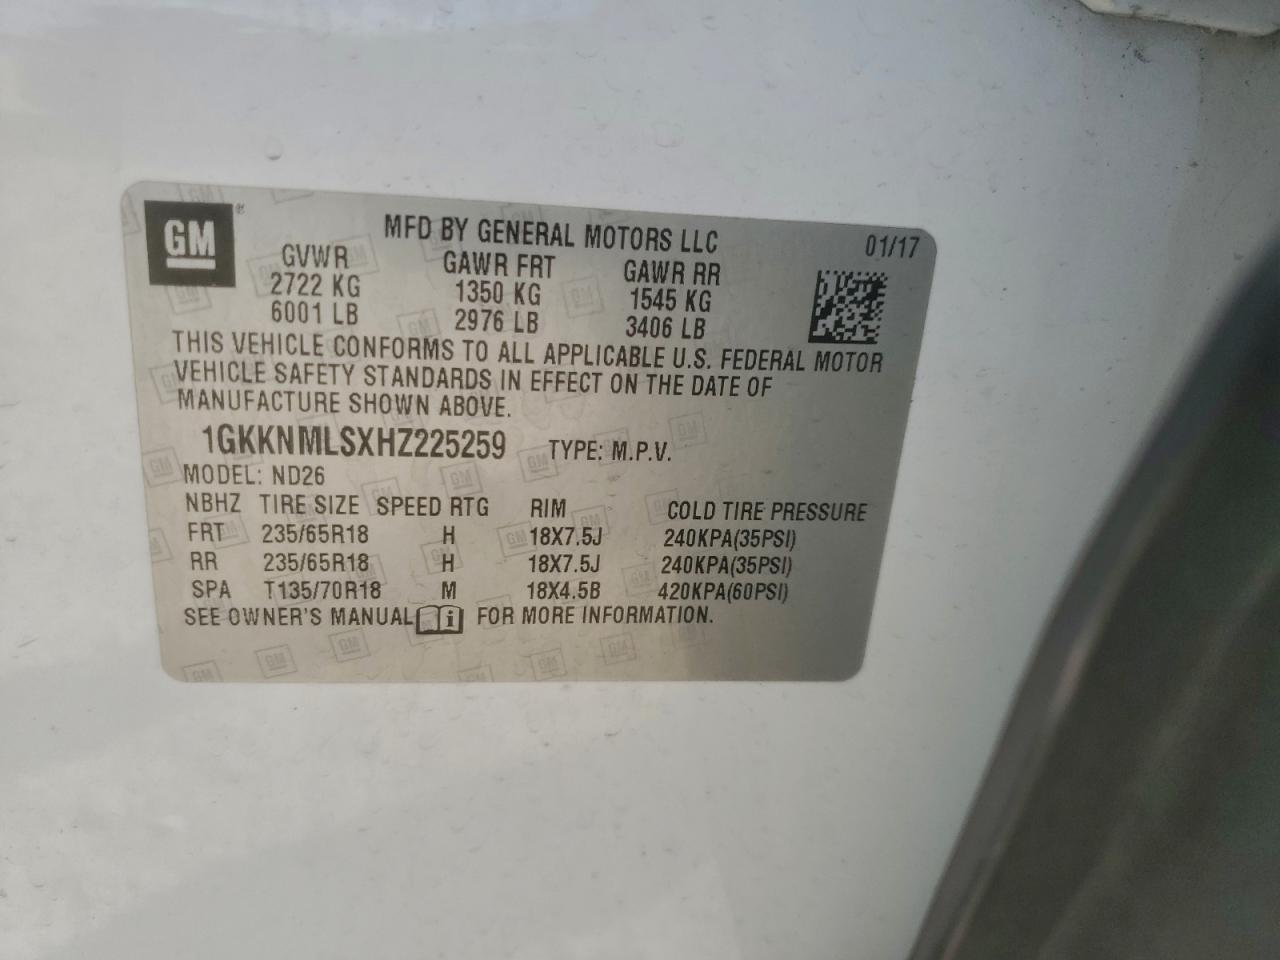 GM®
MFD BY GENERAL MOTORS LLC 01/17
GVWR GAWR FRT GAWR RR
2722 KG 1350 KG 1545 KG
6001 LB 2976 LB 3406 LB
THIS VEHICLE CONFORMS TO ALL APPLICABLE U.S. FEDERAL MOTOR
VEHICLE SAFETY STANDARDS IN EFFECT ON THE DATE OF
MANUFACTURE SHOWN ABOVE.
1GKKNMLSXHZ225259 TYPE: M.P.V.
MODEL: ND26
NBHZ TIRE SIZE SPEED RTG RIM COLD TIRE PRESSURE
FRT 235/65R18 H 18X7.5J 240KPA(35PSI)
RR 235/65R18 H 18X7.5J 240KPA(35PSI)
SPA T135/70R18 M 18X4.5B 420KPA(60PSI)
SEE OWNER'S MANUAL i FOR MORE INFORMATION.